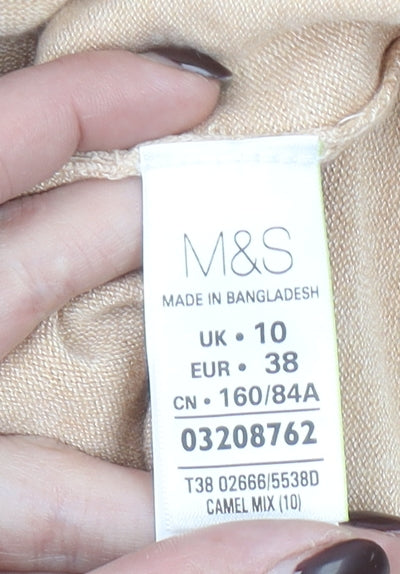 M&S
MADE IN BANGLADESH
UK • 10
EUR • 38
CN • 160/84A
03208762
T38 02666/5538D
CAMEL MIX (10)